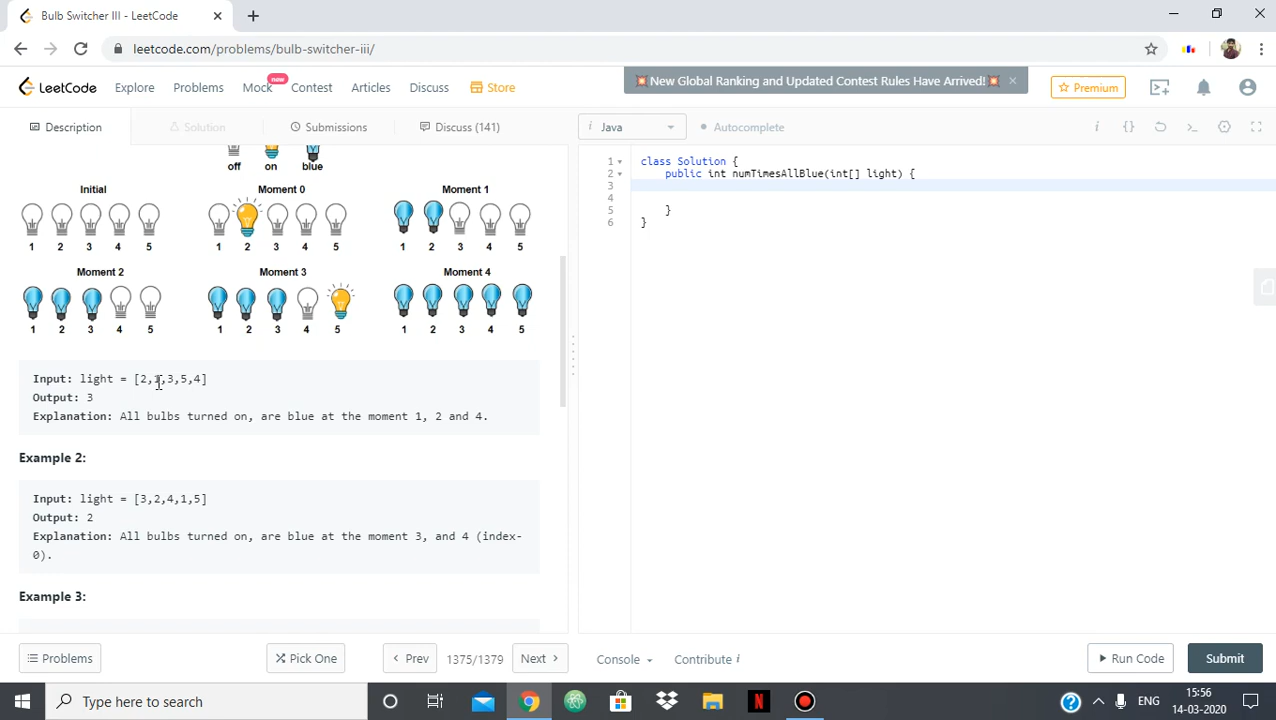 Bulb Switcher III - LeetCode
leetcode.com/problems/bulb-switcher-iii/
LeetCode
Explore
Problems
Mock
new
Contest
Articles
Discuss
Store
💥New Global Ranking and Updated Contest Rules Have Arrived!💥
Premium
Description
Solution
Submissions
Discuss (141)
i Java
Autocomplete
off on blue
Initial Moment 0 Moment 1
1 2 3 4 5 1 2 3 4 5 1 2 3 4 5
Moment 2 Moment 3 Moment 4
1 2 3 4 5 1 2 3 4 5 1 2 3 4 5
Input: light = [2,1,3,5,4]
Output: 3
Explanation: All bulbs turned on, are blue at the moment 1, 2 and 4.
Example 2:
Input: light = [3,2,4,1,5]
Output: 2
Explanation: All bulbs turned on, are blue at the moment 3, and 4 (index-
0).
Example 3:
1 class Solution {
2 public int numTimesAllBlue(int[] light) {
3
4
5 }
6 }
Problems
Pick One
Prev
1375/1379
Next
Console
Contribute i
Run Code
Submit
Type here to search
ENG
15:56
14-03-2020